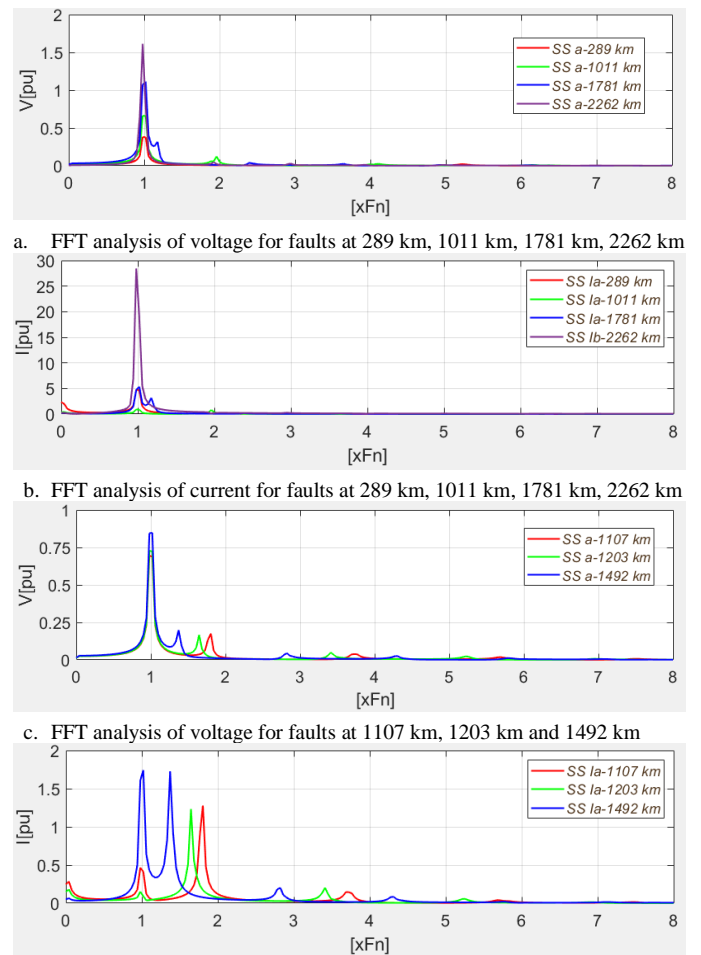 2
SS a-289 km
1.5
SS a-1011 km
V[pu]
1
SS a-1781 km
SS a-2262 km
0.5
0
0 1 2 3 4 5 6 7 8
[xFn]
a. FFT analysis of voltage for faults at 289 km, 1011 km, 1781 km, 2262 km
30
SS Ia-289 km
25
SS Ia-1011 km
20
SS Ia-1781 km
I[pu]
15
SS Ib-2262 km
10
5
0
0 1 2 3 4 5 6 7 8
[xFn]
b. FFT analysis of current for faults at 289 km, 1011 km, 1781 km, 2262 km
1
SS a-1107 km
0.75
SS a-1203 km
V[pu]
0.5
SS a-1492 km
0.25
0
0 1 2 3 4 5 6 7 8
[xFn]
c. FFT analysis of voltage for faults at 1107 km, 1203 km and 1492 km
2
SS Ia-1107 km
1.5
SS Ia-1203 km
I[pu]
1
SS Ia-1492 km
0.5
0
0 1 2 3 4 5 6 7 8
[xFn]